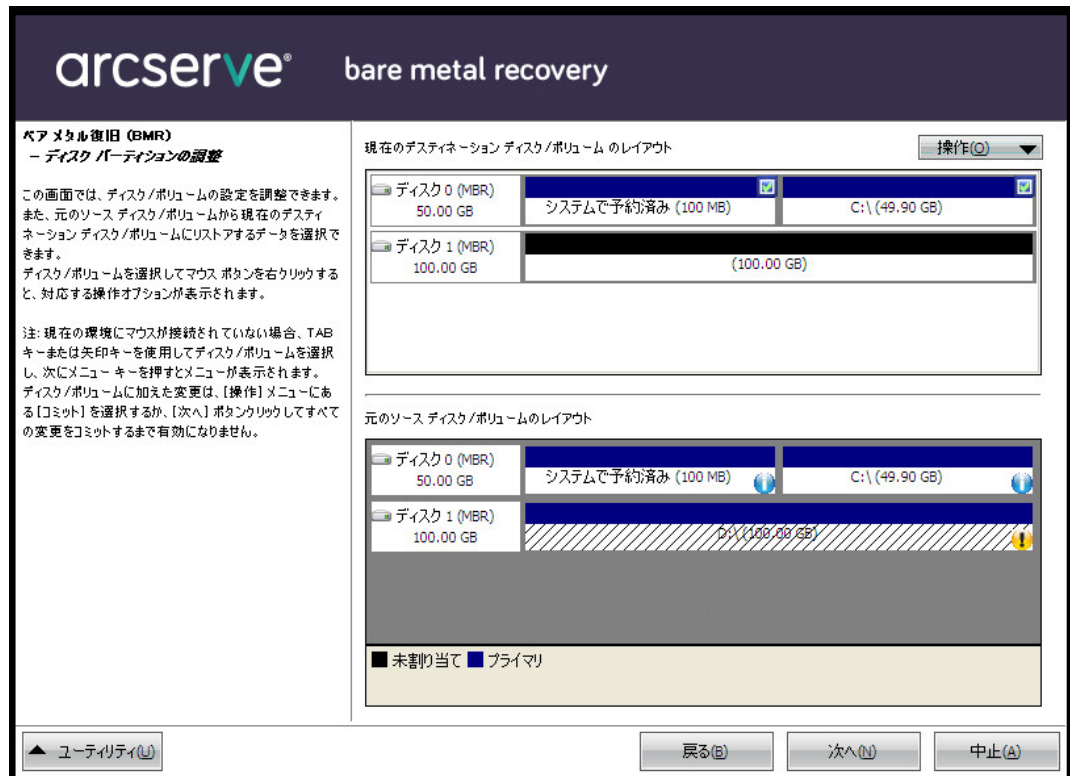 arcserve® bare metal recovery
ベア メタル復旧 (BMR)
– ディスク パーティションの調整
この画面では、ディスク/ボリュームの設定を調整できます。
また、元のソース ディスク/ボリュームから現在のデスティ
ネーション ディスク/ボリュームにリストアするデータを選択で
きます。
ディスク/ボリュームを選択してマウス ボタンを右クリックする
と、対応する操作オプションが表示されます。
注: 現在の環境にマウスが接続されていない場合、TAB
キーまたは矢印キーを使用してディスク/ボリュームを選択
し、次にメニュー キーを押すとメニューが表示されます。
ディスク/ボリュームに加えた変更は、[操作] メニューにあ
る [コミット] を選択するか、[次へ] ボタンクリックしてすべて
の変更をコミットするまで有効になりません。
現在のデスティネーション ディスク/ボリューム のレイアウト
操作(O)
ディスク 0 (MBR)
50.00 GB
システムで予約済み (100 MB)
C:\ (49.90 GB)
ディスク 1 (MBR)
100.00 GB
(100.00 GB)
元のソース ディスク/ボリュームのレイアウト
ディスク 0 (MBR)
50.00 GB
システムで予約済み (100 MB)
C:\ (49.90 GB)
ディスク 1 (MBR)
100.00 GB
D:\ (100.00 GB)
未割り当て プライマリ
ユーティリティ(U)
戻る(B)
次へ(N)
中止(A)